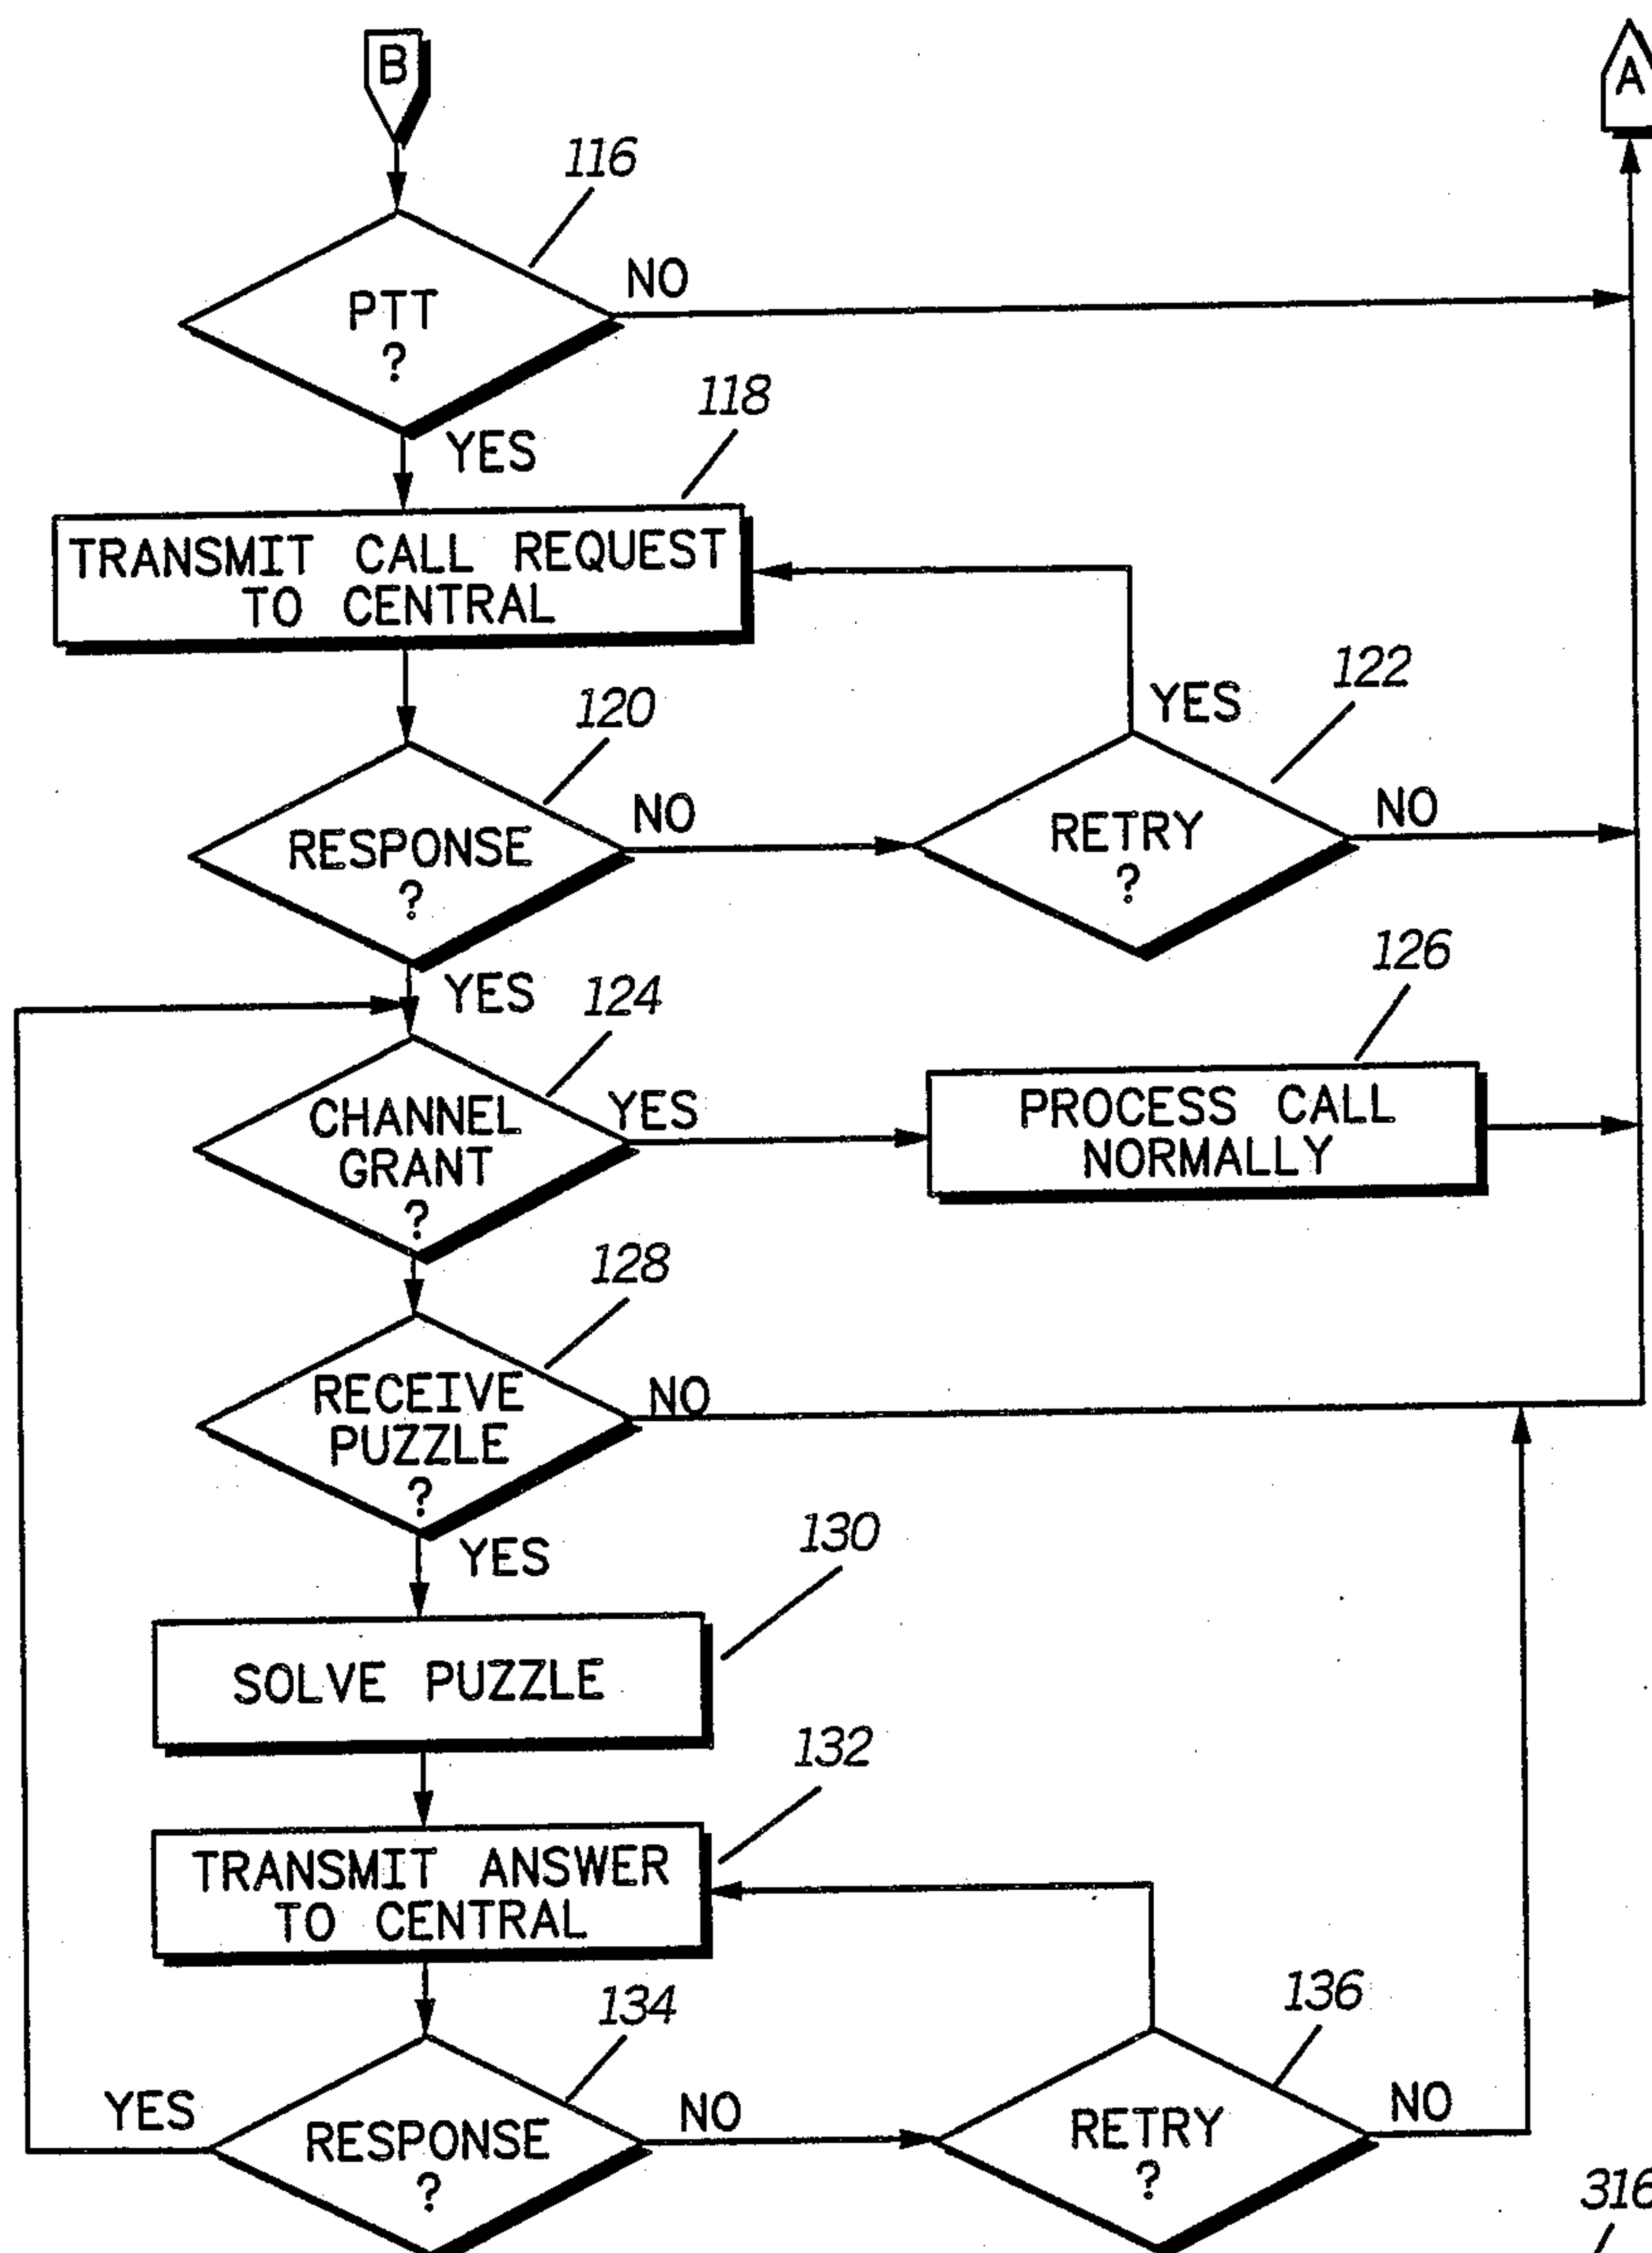 B
A
116
PTT
?
NO
YES
118
TRANSMIT CALL REQUEST
TO CENTRAL
120
RESPONSE
?
NO
YES
122
RETRY
?
YES
NO
124
CHANNEL
GRANT
?
YES
126
PROCESS CALL
NORMALLY
128
RECEIVE
PUZZLE
?
NO
YES
130
SOLVE PUZZLE
132
TRANSMIT ANSWER
TO CENTRAL
134
YES
RESPONSE
?
NO
136
RETRY
?
NO
316